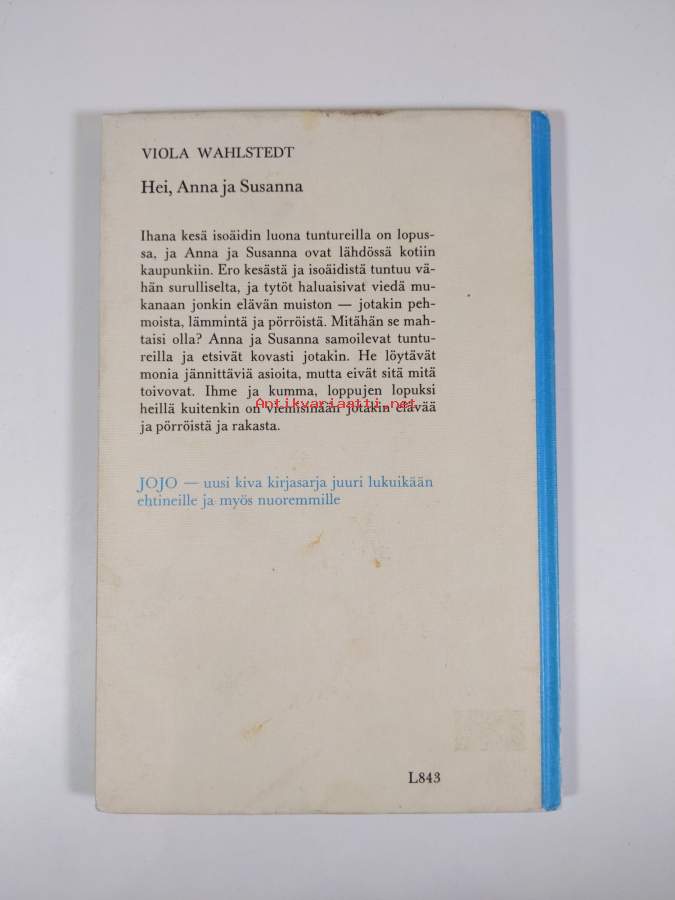 VIOLA WAHLSTEDT
Hei, Anna ja Susanna
Ihana kesä isoäidin luona tuntureilla on lopus-
sa, ja Anna ja Susanna ovat lähdössä kotiin
kaupunkiin. Ero kesästä ja isoäidistä tuntuu vä-
hän surulliselta, ja tytöt haluaisivat viedä mu-
kanaan jonkin elävän muiston — jotakin peh-
moista, lämmintä ja pörröistä. Mitähän se mah-
taisi olla? Anna ja Susanna samoilevat tuntu-
reilla ja etsivät kovasti jotakin. He löytävät
monia jännittäviä asioita, mutta eivät sitä mitä
toivovat. Ihme ja kumma, loppujen lopuksi
heillä kuitenkin on viemisinään jotakin elävää
Antikvariaatti.net
ja pörröistä ja rakasta.
JOJO — uusi kiva kirjasarja juuri lukuikään
ehtineille ja myös nuoremmille
L843